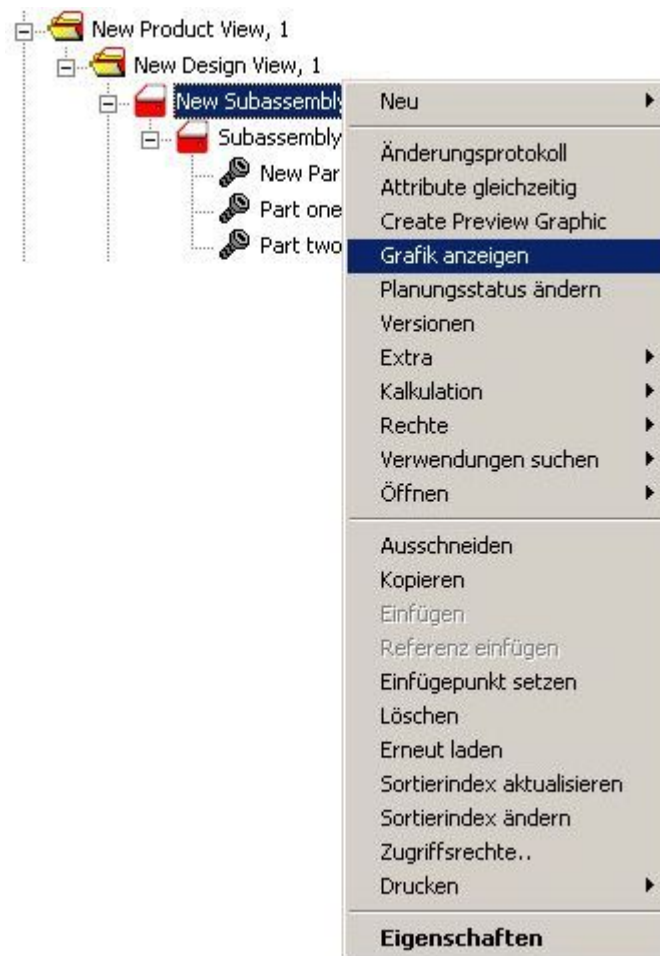 New Product View, 1
New Design View, 1
New Subassembly
Subassembly
New Par
Part one
Part two
Neu
Änderungsprotokoll
Attribute gleichzeitig
Create Preview Graphic
Grafik anzeigen
Planungsstatus ändern
Versionen
Extra
Kalkulation
Rechte
Verwendungen suchen
Öffnen
Ausschneiden
Kopieren
Einfügen
Referenz einfügen
Einfügepunkt setzen
Löschen
Erneut laden
Sortierindex aktualisieren
Sortierindex ändern
Zugriffsrechte..
Drucken
Eigenschaften